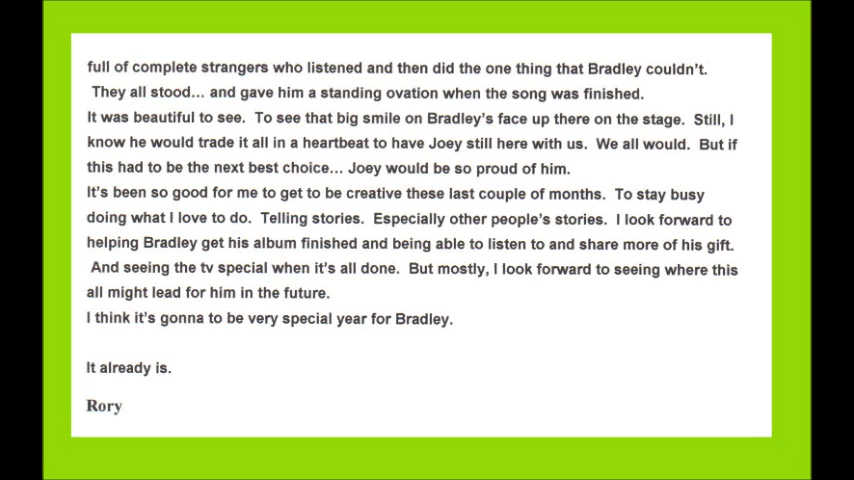 full of complete strangers who listened and then did the one thing that Bradley couldn't.
They all stood... and gave him a standing ovation when the song was finished.
It was beautiful to see. To see that big smile on Bradley's face up there on the stage. Still, I
know he would trade it all in a heartbeat to have Joey still here with us. We all would. But if
this had to be the next best choice... Joey would be so proud of him.
It's been so good for me to get to be creative these last couple of months. To stay busy
doing what I love to do. Telling stories. Especially other people's stories. I look forward to
helping Bradley get his album finished and being able to listen to and share more of his gift.
And seeing the tv special when it's all done. But mostly, I look forward to seeing where this
all might lead for him in the future.
I think it's gonna to be very special year for Bradley.
It already is.
Rory